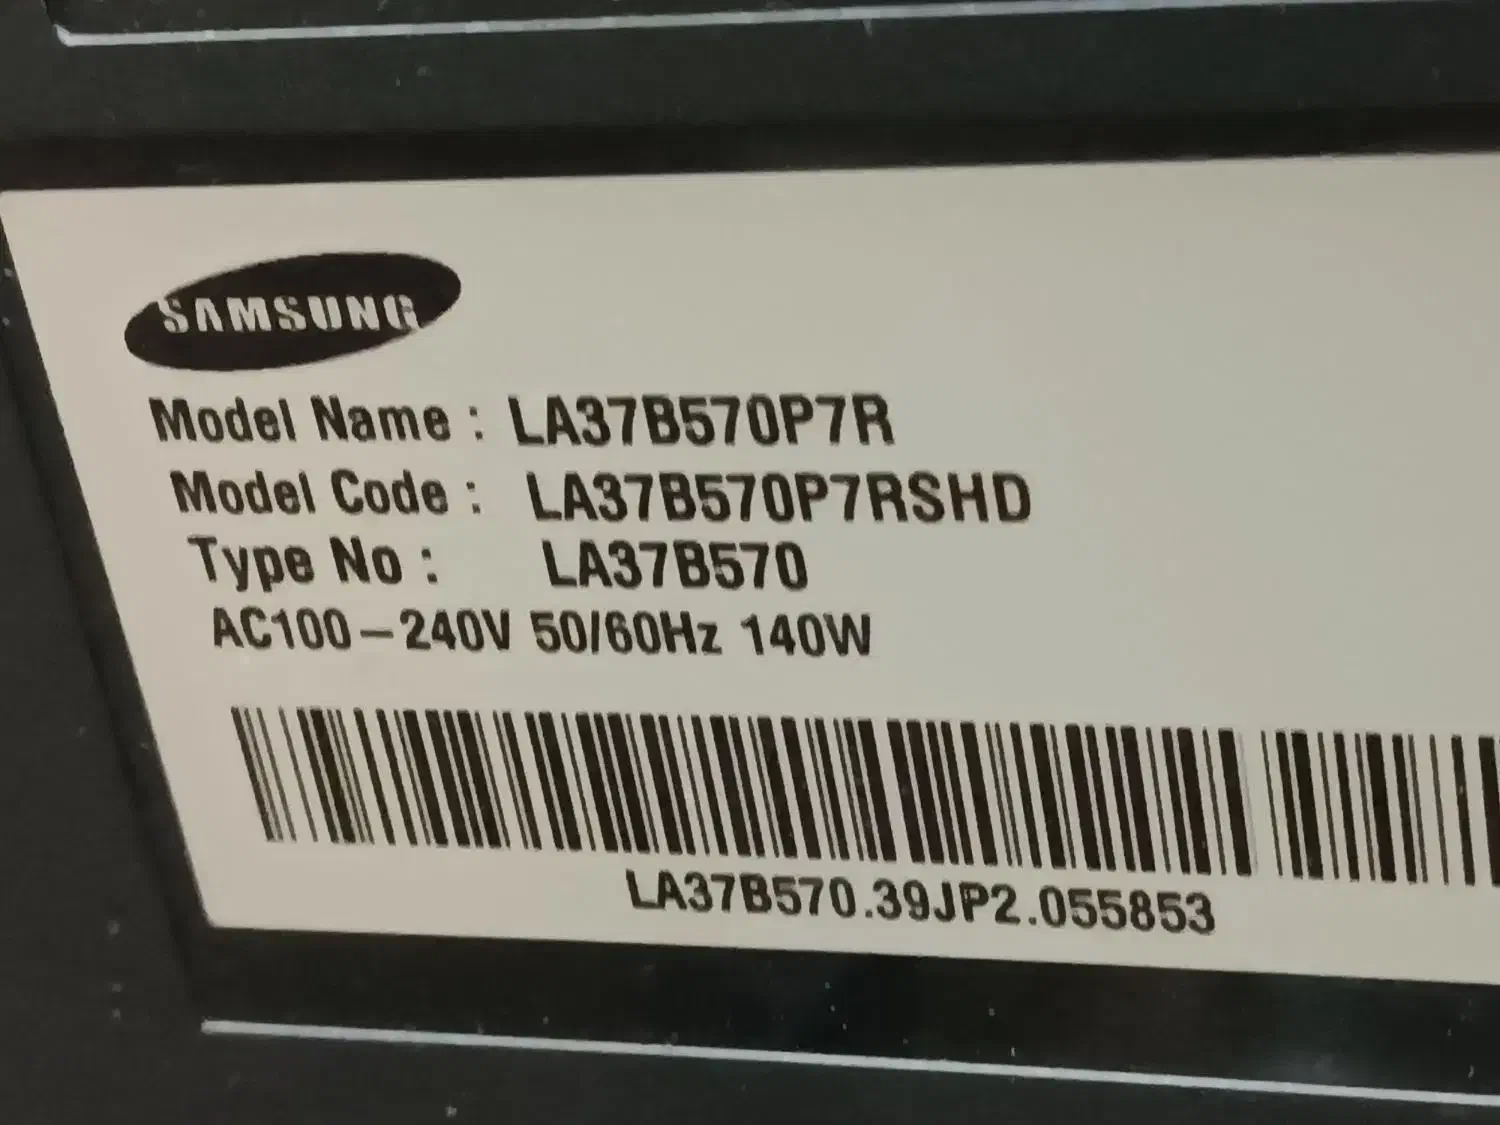 SAMSUNG
Model Name : LA37B570P7R
Model Code : LA37B570P7RSHD
Type No : LA37B570
AC100-240V 50/60Hz 140W
LA37B570.39JP2.055853